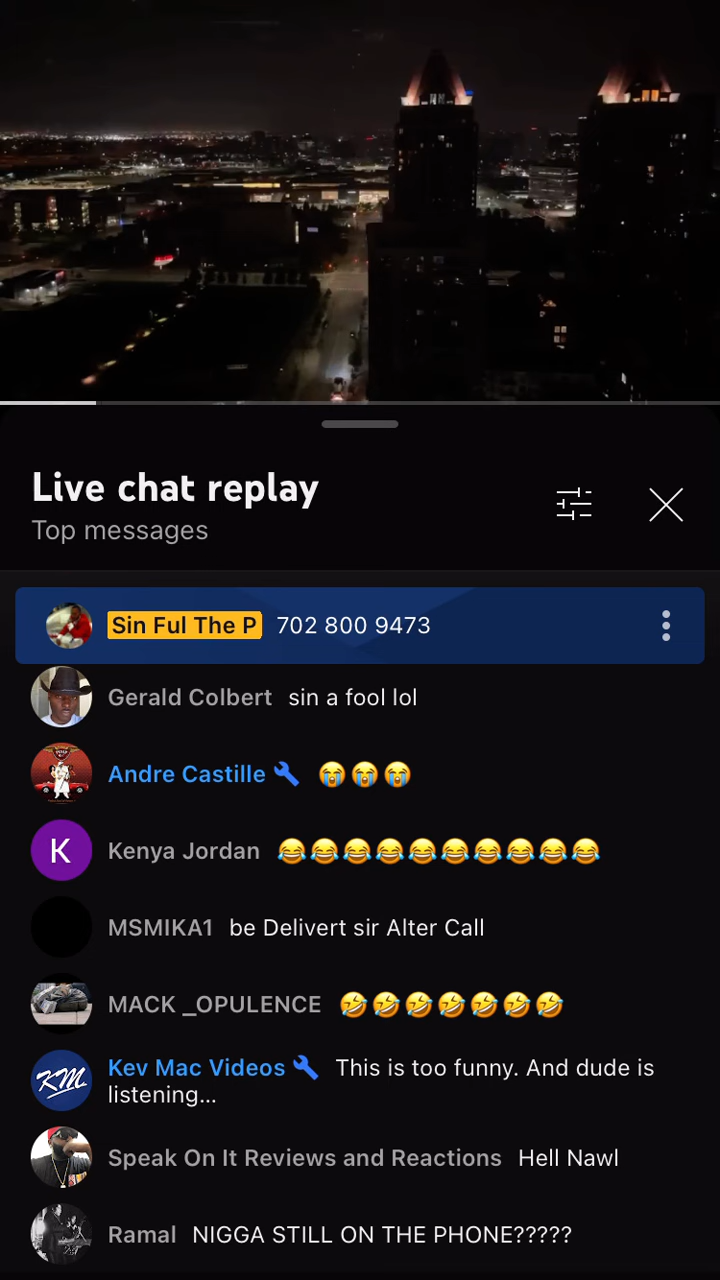 Live chat replay
Top messages
Sin Ful The P 702 800 9473
Gerald Colbert sin a fool lol
Andre Castille 😭😭😭
K Kenya Jordan 😂😂😂😂😂😂😂😂😂😂
MSMIKA1 be Delivert sir Alter Call
MACK _OPULENCE 🤣🤣🤣🤣🤣🤣🤣
KM Kev Mac Videos This is too funny. And dude is
listening...
Speak On It Reviews and Reactions Hell Nawl
Ramal NIGGA STILL ON THE PHONE?????